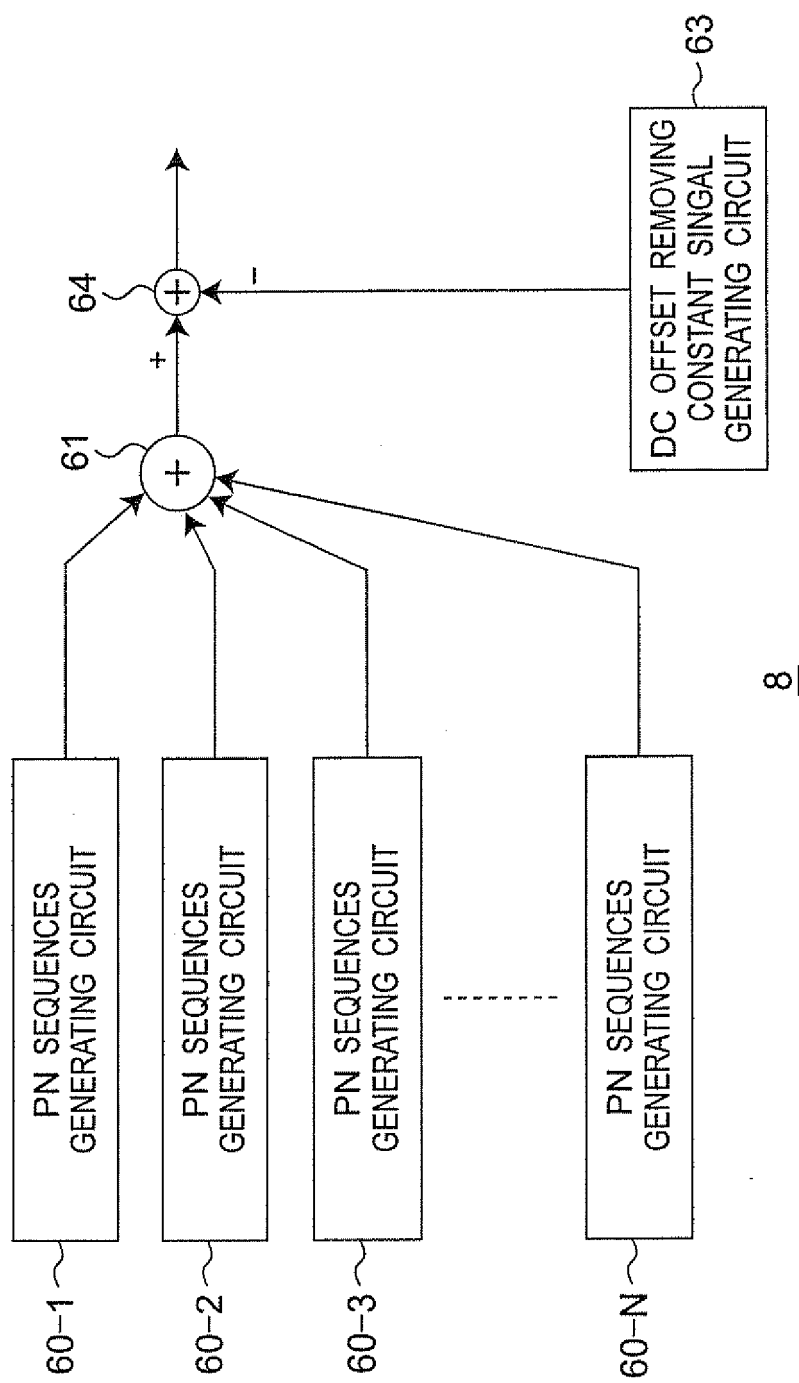 60-1
PN SEQUENCES
GENERATING CIRCUIT
60-2
PN SEQUENCES
GENERATING CIRCUIT
60-3
PN SEQUENCES
GENERATING CIRCUIT
60-N
PN SEQUENCES
GENERATING CIRCUIT
61
+
+
64
+
-
63
DC OFFSET REMOVING
CONSTANT SINGAL
GENERATING CIRCUIT
8